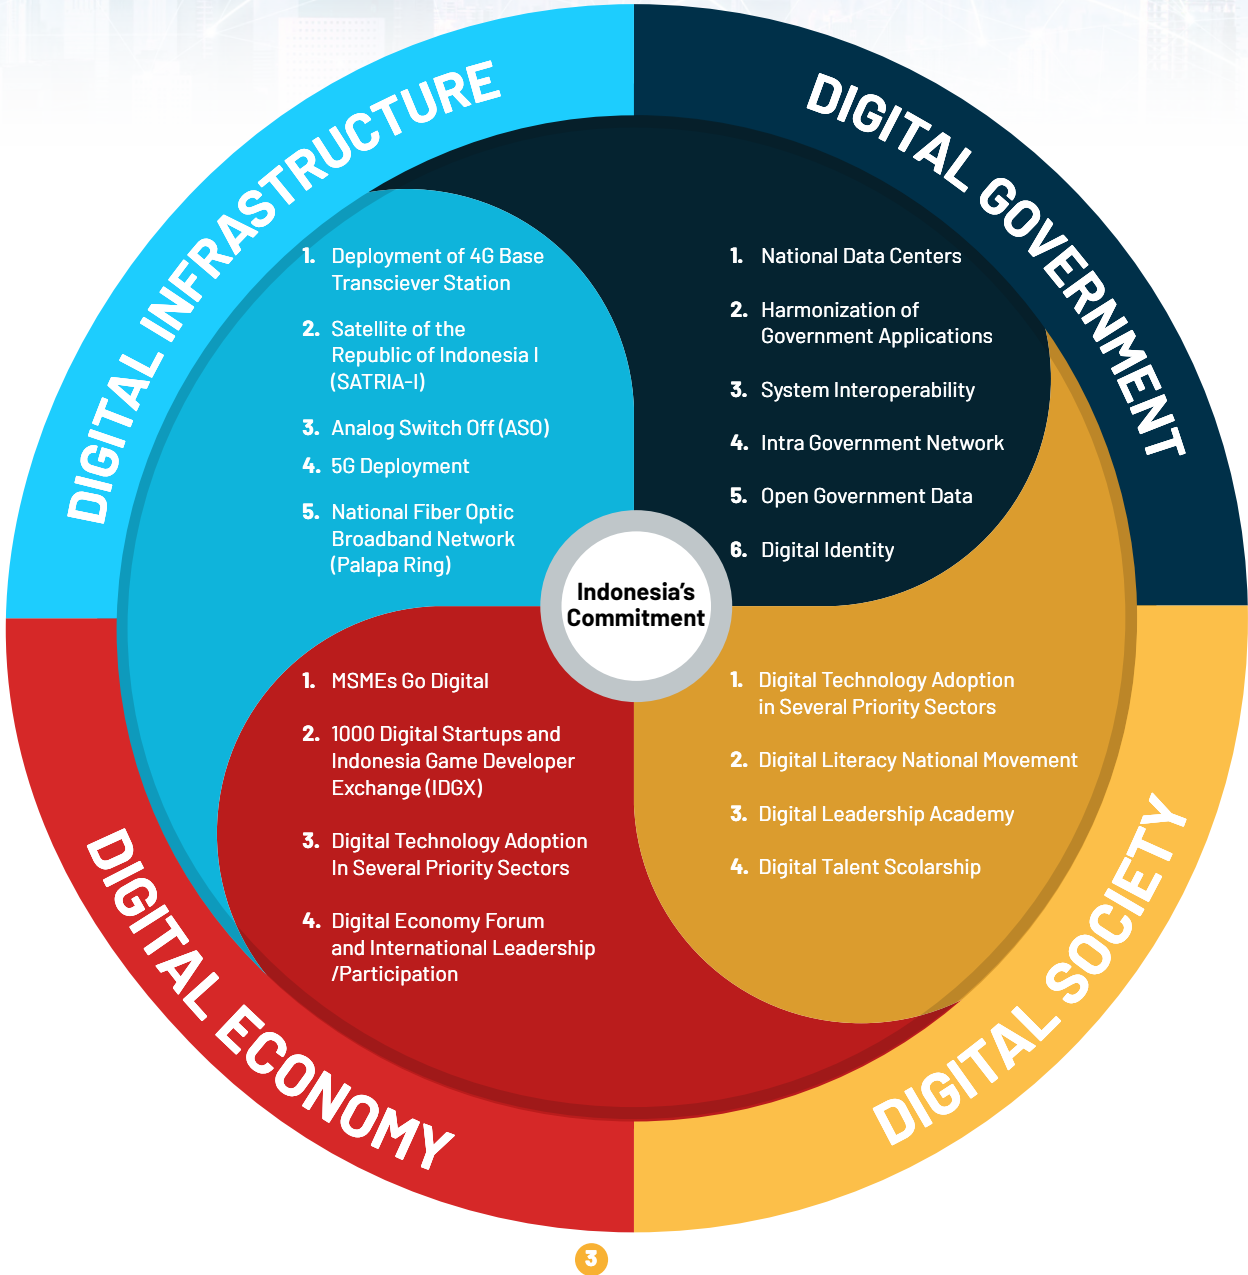 DIGITAL INFRASTRUCTURE
1. Deployment of 4G Base
Transciever Station
2. Satellite of the
Republic of Indonesia I
(SATRIA-I)
3. Analog Switch Off (ASO)
4. 5G Deployment
5. National Fiber Optic
Broadband Network
(Palapa Ring)
DIGITAL GOVERNMENT
1. National Data Centers
2. Harmonization of
Government Applications
3. System Interoperability
4. Intra Government Network
5. Open Government Data
6. Digital Identity
Indonesia's
Commitment
DIGITAL ECONOMY
1. MSMEs Go Digital
2. 1000 Digital Startups and
Indonesia Game Developer
Exchange (IDGX)
3. Digital Technology Adoption
In Several Priority Sectors
4. Digital Economy Forum
and International Leadership
/Participation
DIGITAL SOCIETY
1. Digital Technology Adoption
in Several Priority Sectors
2. Digital Literacy National Movement
3. Digital Leadership Academy
4. Digital Talent Scolarship
3